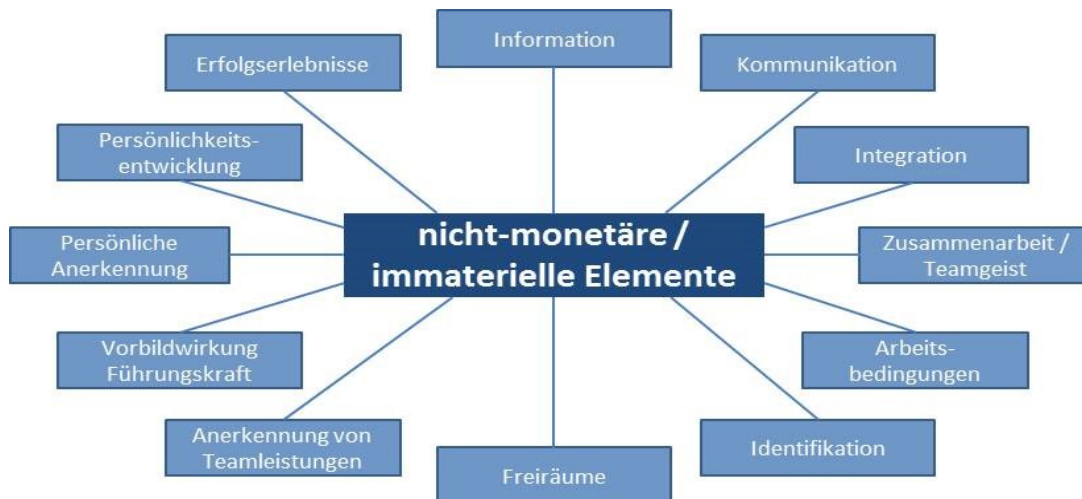 Information
Erfolgserlebnisse
Kommunikation
Persönlichkeits-
entwicklung
Integration
nicht-monetäre /
immaterielle Elemente
Persönliche
Anerkennung
Zusammenarbeit /
Teamgeist
Vorbildwirkung
Führungskraft
Arbeits-
bedingungen
Anerkennung von
Teamleistungen
Identifikation
Freiräume